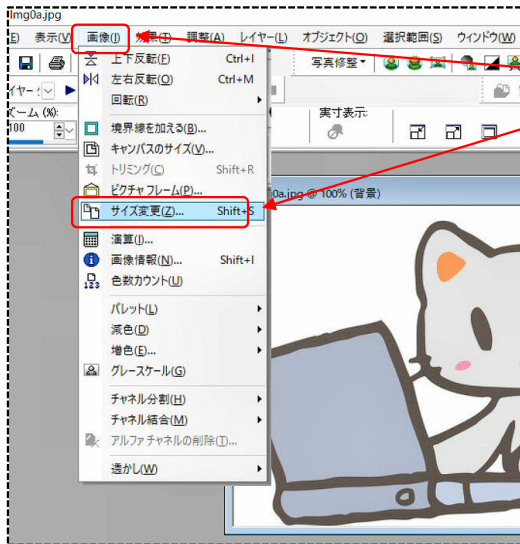 Img0a.jpg
表示(V) 画像(I) 効果(T) 調整(A) レイヤー(L) オブジェクト(O) 選択範囲(S) ウィンドウ(W)
上下反転(F) Ctrl+I
写真修整
左右反転(O) Ctrl+M
回転(R)
ズーム (%):
100
実寸表示:
境界線を加える(B)...
キャンバスのサイズ(V)...
トリミング(C) Shift+R
ピクチャ フレーム(P)...
0a.jpg @ 100% (背景)
サイズ変更(Z)... Shift+S
演算(I)...
画像情報(N)... Shift+I
色数カウント(U)
パレット(L)
減色(D)
増色(E)...
グレースケール(G)
チャネル分割(H)
チャネル結合(M)
アルファ チャネルの削除(T)...
透かし(W)